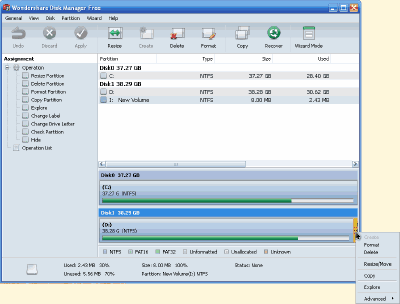 Wondershare Disk Manager Free
General View Disk Partition Wizard Help
Undo Discard Apply Resize Create Delete Format Copy Recover Wizard Mode
Assignment
Operation
Resize Partition
Delete Partition
Format Partition
Copy Partition
Explore
Change Label
Change Drive Letter
Check Partition
Hide
Operation List
Partition Type Size Used
Disk0 37.27 GB
C: NTFS 37.27 GB 28.40 GB
Disk1 38.29 GB
D: NTFS 38.28 GB 30.62 GB
I: New Volume NTFS 8.00 MB 2.43 MB
Disk0 37.27 GB
(C:)
37.27 G (NTFS)
Disk1 38.29 GB
(D:)
38.28 G (NTFS)
NTFS FAT16 FAT32 Unformatted Unallocated Unknown
Used: 2.43 MB 30% Size: 8.00 MB 100% Status: None
Unused: 5.56 MB 70% Partition: New Volume(I:) NTFS
Create
Format
Delete
Resize/Move
Copy
Explore
Advanced